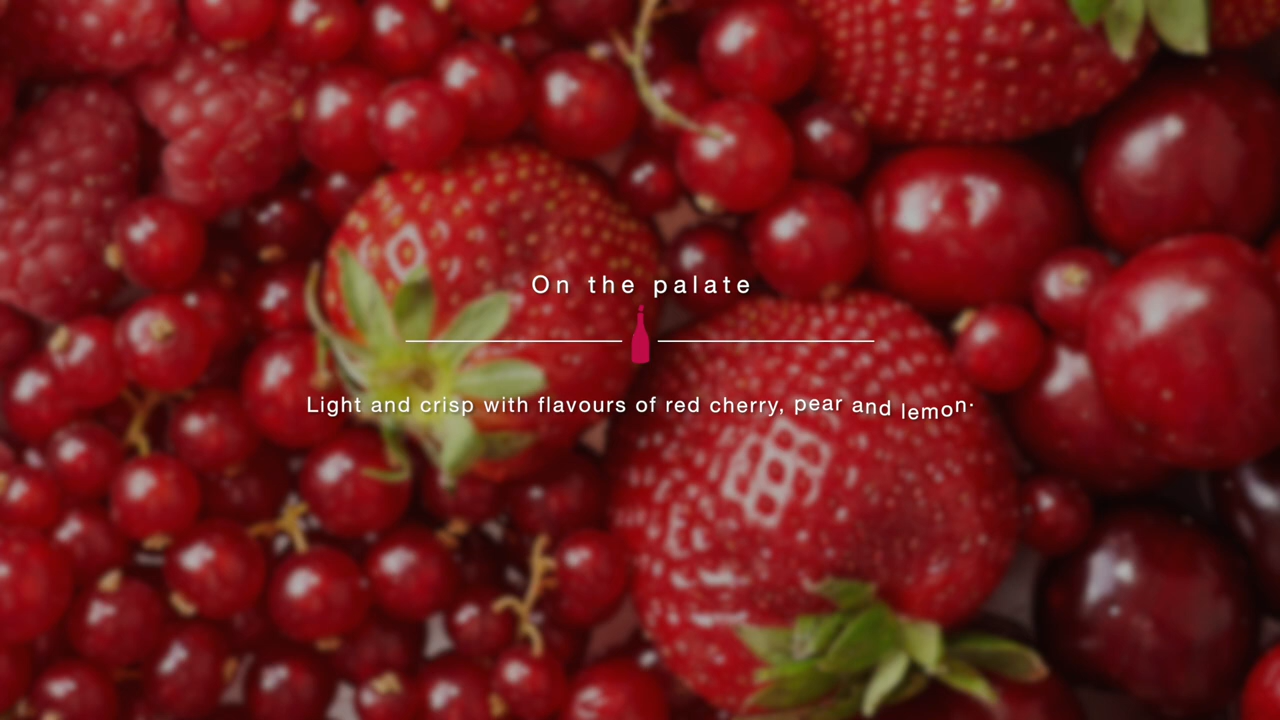 On the palate
Light and crisp with flavours of red cherry, pear and lemon.